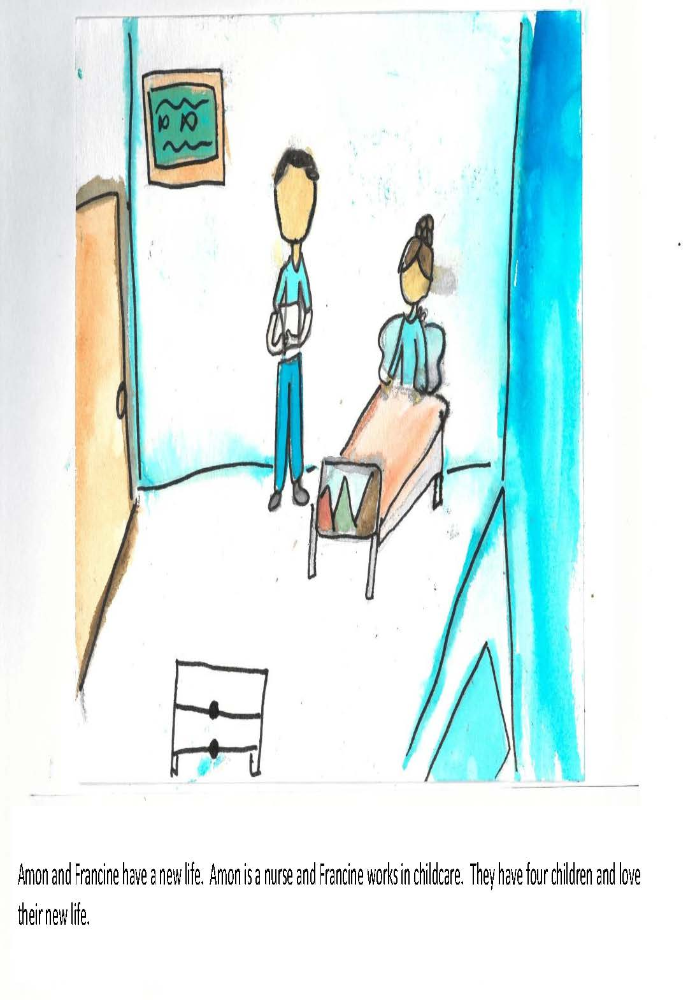 Amon and Francine have a new life.  Amon is a nurse and Francine works in childcare.  They have four children and love
their new life.